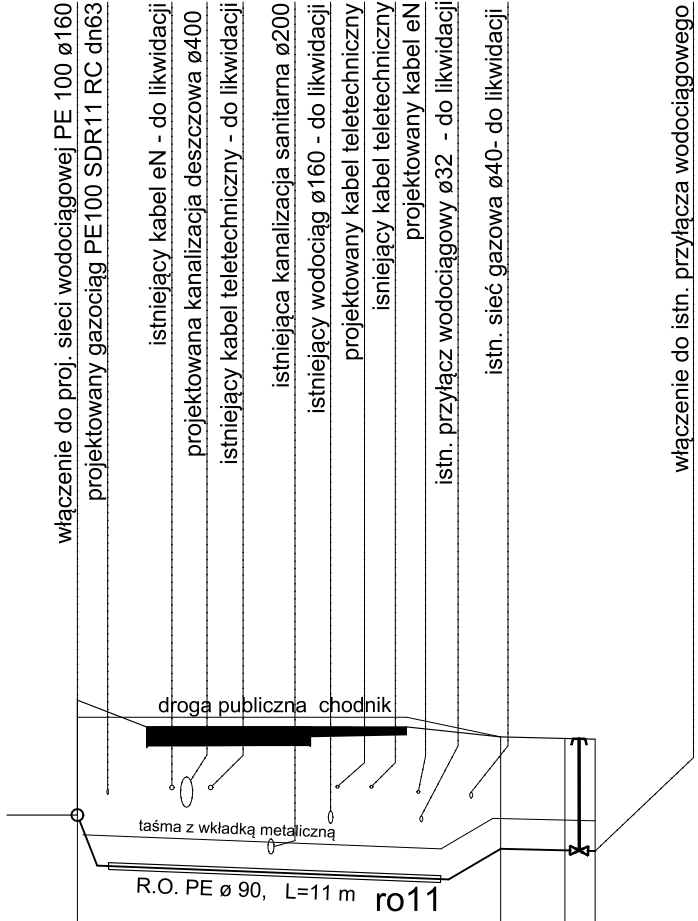 włączenie do proj. sieci wodociągowej PE 100 ø160
projektowany gazociąg PE100 SDR11 RC dn63
istniejący kabel eN - do likwidacji
projektowana kanalizacja deszczowa ø400
istniejący kabel teletechniczny - do likwidacji
istniejąca kanalizacja sanitarna ø200
istniejący wodociąg ø160 - do likwidacji
projektowany kabel teletechniczny
isniejący kabel teletechniczny
projektowany kabel eN
istn. przyłącz wodociągowy ø32 - do likwidacji
istn. sieć gazowa ø40- do likwidacji
włączenie do istn. przyłącza wodociągowego
droga publiczna chodnik
taśma z wkładką metaliczną
R.O. PE ø 90, L=11 m
ro11